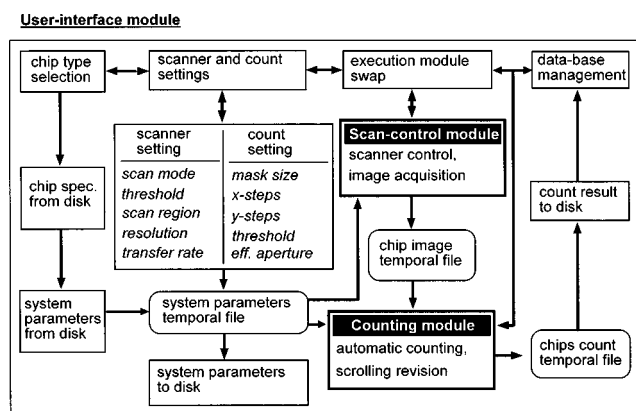 User-interface module
chip type
selection
scanner and count
settings
execution module
swap
data-base
management
scanner
setting
scan mode
threshold
scan region
resolution
transfer rate
count
setting
mask size
x-steps
y-steps
threshold
eff. aperture
Scan-control module
scanner control,
image acquisition
chip spec.
from disk
count result
to disk
chip image
temporal file
system
parameters
from disk
system parameters
temporal file
Counting module
automatic counting,
scrolling revision
chips count
temporal file
system parameters
to disk